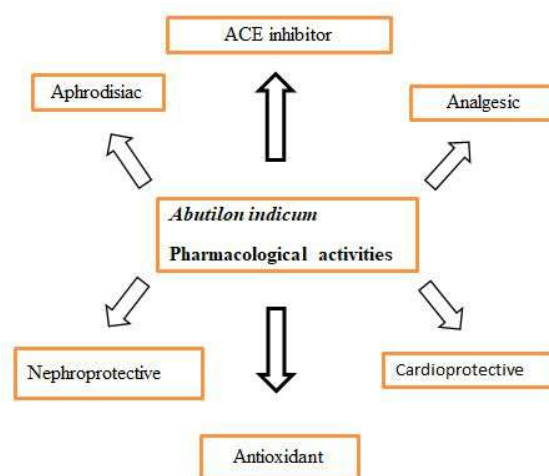 ACE inhibitor
Aphrodisiac
Analgesic
Abutilon indicum
Pharmacological activities
Nephroprotective
Cardioprotective
Antioxidant